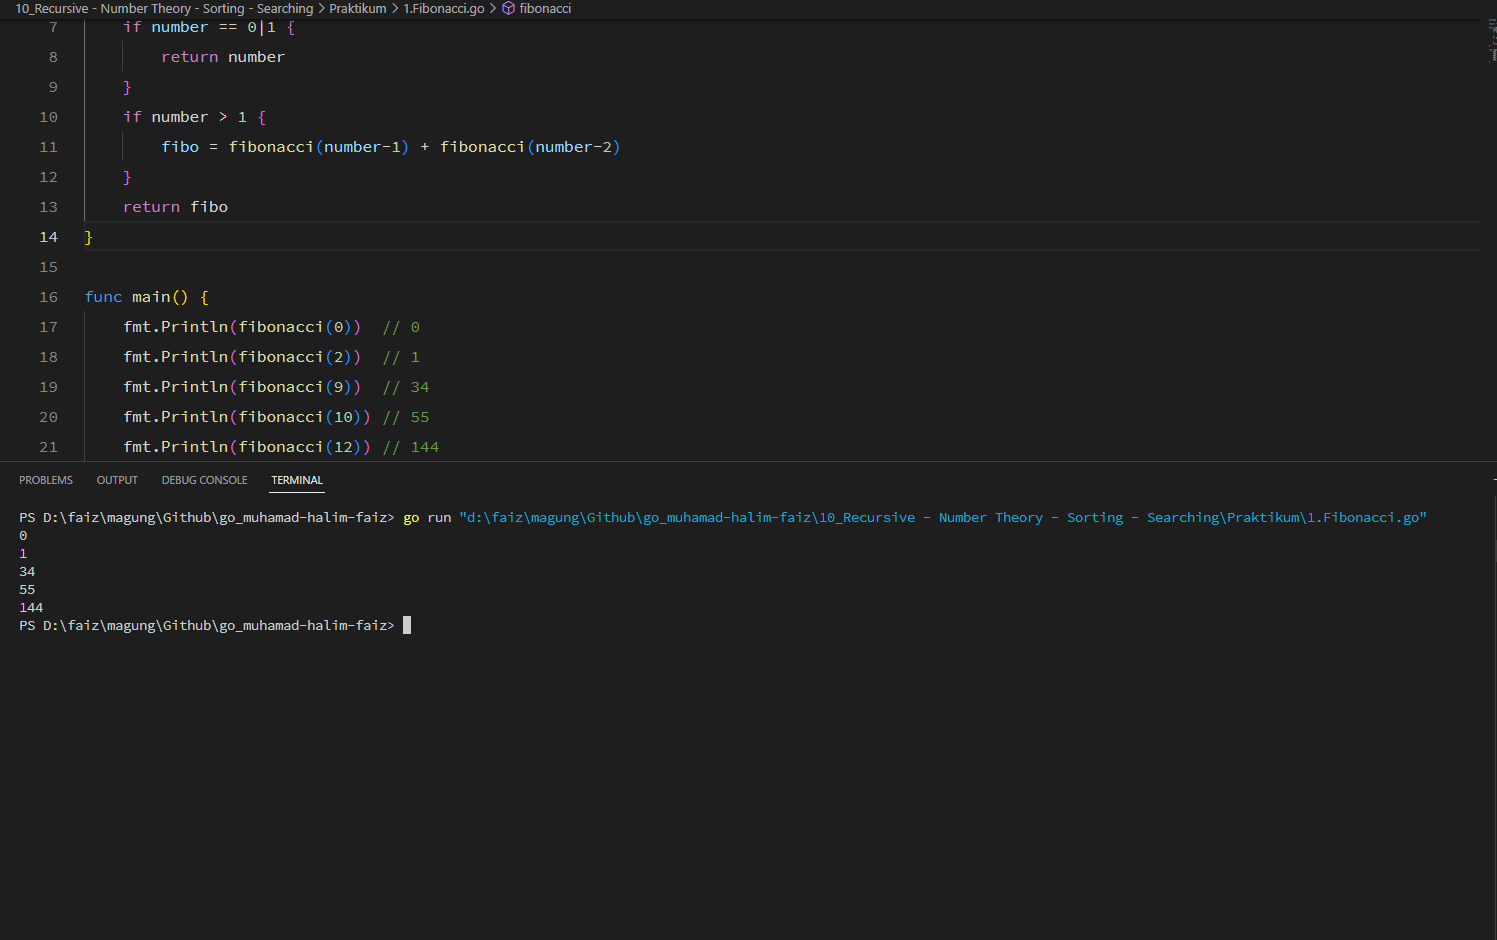 10_Recursive - Number Theory - Sorting - Searching > Praktikum > 1.Fibonacci.go > fibonacci
7 if number == 0|1 {
8 return number
9 }
10 if number > 1 {
11 fibo = fibonacci(number-1) + fibonacci(number-2)
12 }
13 return fibo
14 }
15
16 func main() {
17 fmt.Println(fibonacci(0)) // 0
18 fmt.Println(fibonacci(2)) // 1
19 fmt.Println(fibonacci(9)) // 34
20 fmt.Println(fibonacci(10)) // 55
21 fmt.Println(fibonacci(12)) // 144
PROBLEMS OUTPUT DEBUG CONSOLE TERMINAL
PS D:\faiz\magung\Github\go_muhamad-halim-faiz> go run "d:\faiz\magung\Github\go_muhamad-halim-faiz\10_Recursive - Number Theory - Sorting - Searching\Praktikum\1.Fibonacci.go"
0
1
34
55
144
PS D:\faiz\magung\Github\go_muhamad-halim-faiz>